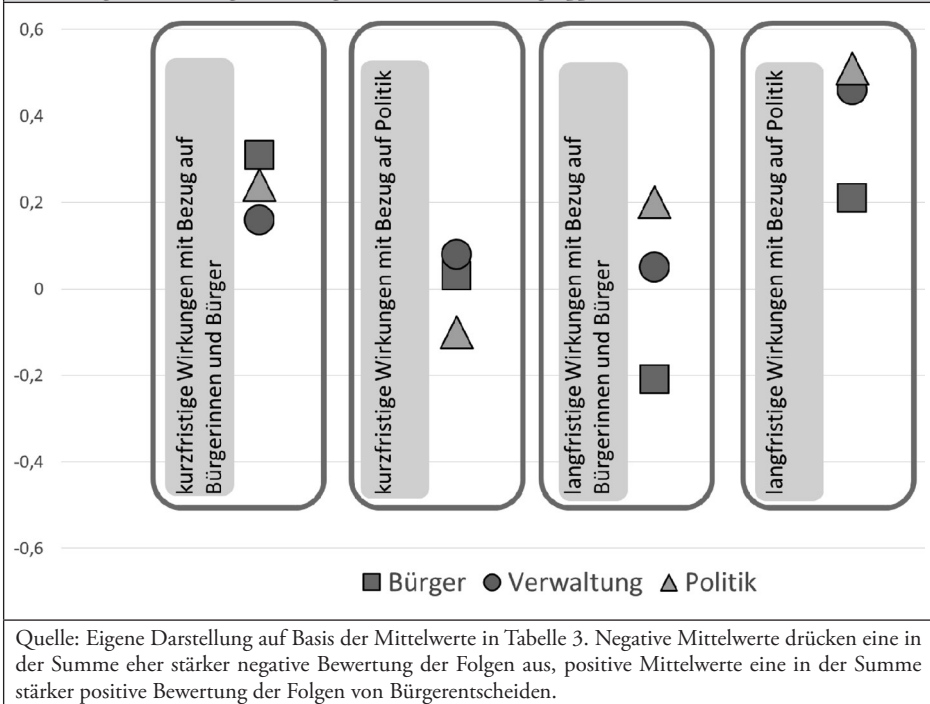 0,6
0,4
0,2
0
-0,2
-0,4
-0,6
kurzfristige Wirkungen mit Bezug auf
Bürgerinnen und Bürger
kurzfristige Wirkungen mit Bezug auf Politik
langfristige Wirkungen mit Bezug auf
Bürgerinnen und Bürger
langfristige Wirkungen mit Bezug auf Politik
Bürger Verwaltung Politik
Quelle: Eigene Darstellung auf Basis der Mittelwerte in Tabelle 3. Negative Mittelwerte drücken eine in
der Summe eher stärker negative Bewertung der Folgen aus, positive Mittelwerte eine in der Summe
stärker positive Bewertung der Folgen von Bürgerentscheiden.